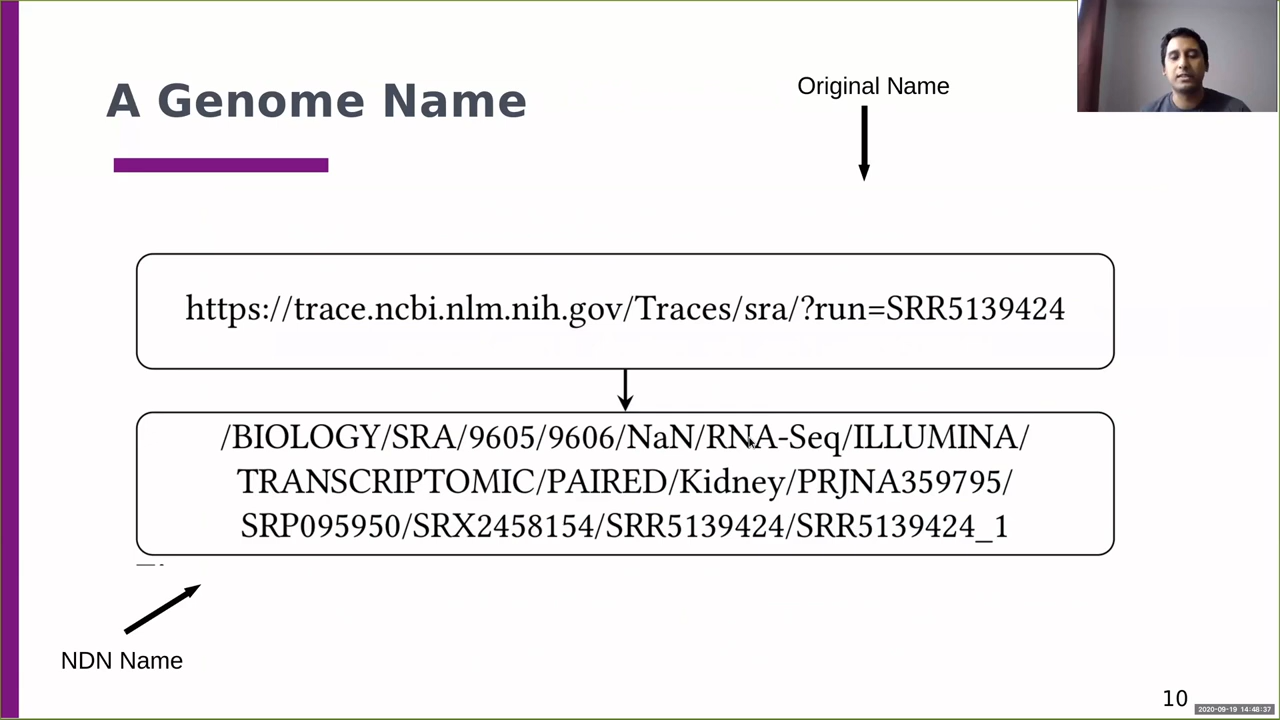 A Genome Name
Original Name
https://trace.ncbi.nlm.nih.gov/Traces/sra/?run=SRR5139424
/BIOLOGY/SRA/9605/9606/NaN/RNA-Seq/ILLUMINA/
TRANSCRIPTOMIC/PAIRED/Kidney/PRJNA359795/
SRP095950/SRX2458154/SRR5139424/SRR5139424_1
NDN Name
10
2020-09-19 14:48:37